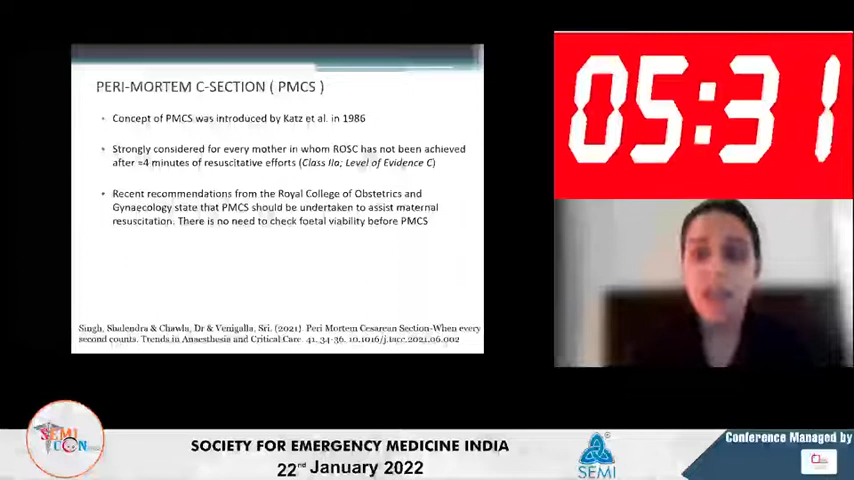 PERI-MORTEM C-SECTION ( PMCS )
• Concept of PMCS was introduced by Katz et al. in 1986
• Strongly considered for every mother in whom ROSC has not been achieved
after ≈4 minutes of resuscitative efforts (Class IIa; Level of Evidence C)
• Recent recommendations from the Royal College of Obstetrics and
Gynaecology state that PMCS should be undertaken to assist maternal
resuscitation. There is no need to check foetal viability before PMCS
Singh, Shalendra & Chawla, Dr & Venigalla, Sri. (2021). Peri Mortem Cesarean Section-When every
second counts. Trends in Anaesthesia and Critical Care. 41. 34-36. 10.1016/j.tacc.2021.06.002
05:31
SEMI
CON
SOCIETY FOR EMERGENCY MEDICINE INDIA
22nd January 2022
SEMI
Conference Managed by